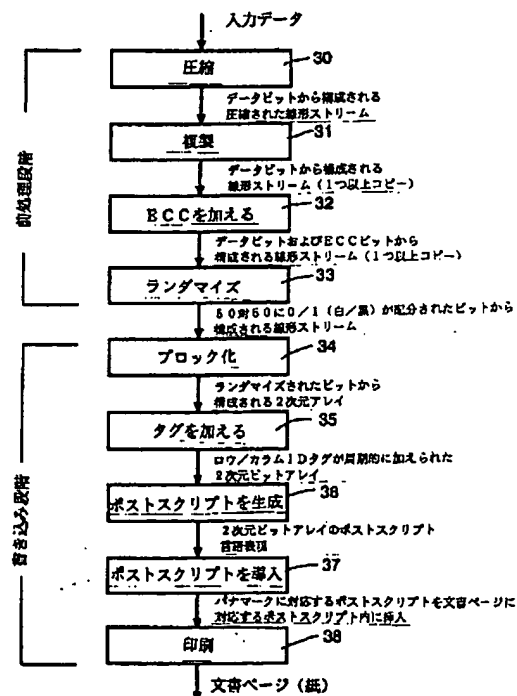 入力データ
圧縮
30
データビットから構成される
圧縮された線形ストリーム
複製
31
データビットから構成される
線形ストリーム(1つ以上コピー)
ECCを加える
32
データビットおよびECCビットから
構成される線形ストリーム(1つ以上コピー)
ランダマイズ
33
前処理段階
50対50に0/1(白/黒)が配分されたビットから
構成される線形ストリーム
ブロック化
34
ランダマイズされたビットから
構成される2次元アレイ
タグを加える
35
ロウ/カラムIDタグが周期的に加えられた
2次元ビットアレイ
ポストスクリプトを生成
36
2次元ビットアレイのポストスクリプト
言語表現
ポストスクリプトを導入
37
パナマークに対応するポストスクリプトを文書ページに
対応するポストスクリプト内に挿入
印刷
38
書き込み段階
文書ページ(紙)